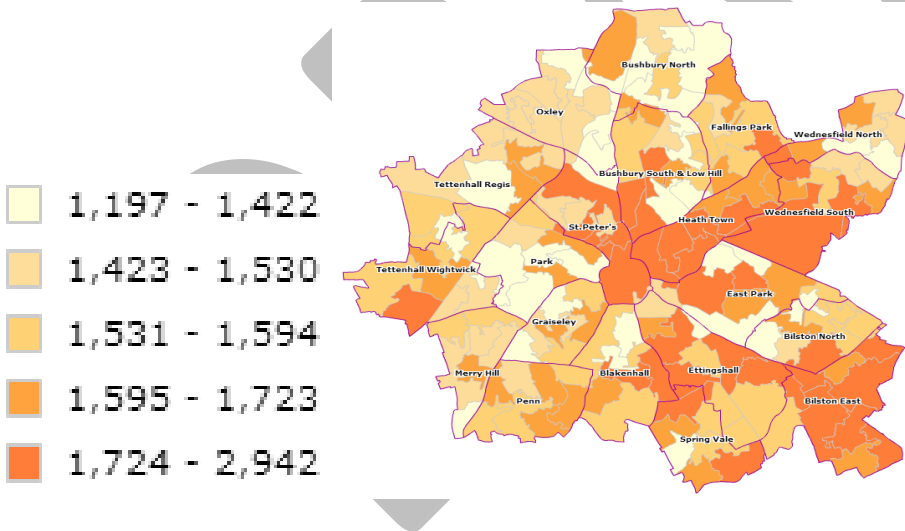 1,197 - 1,422
1,423 - 1,530
1,531 - 1,594
1,595 - 1,723
1,724 - 2,942
Bushbury North
Oxley
Fallings Park
Wednesfield North
Bushbury South & Low Hill
Tettenhall Regis
Wednesfield South
Heath Town
St.Peter's
Park
Tettenhall Wightwick
East Park
Graiseley
Bilston North
Merry Hill
Blakenhall
Ettingshall
Penn
Bilston East
Spring Vale